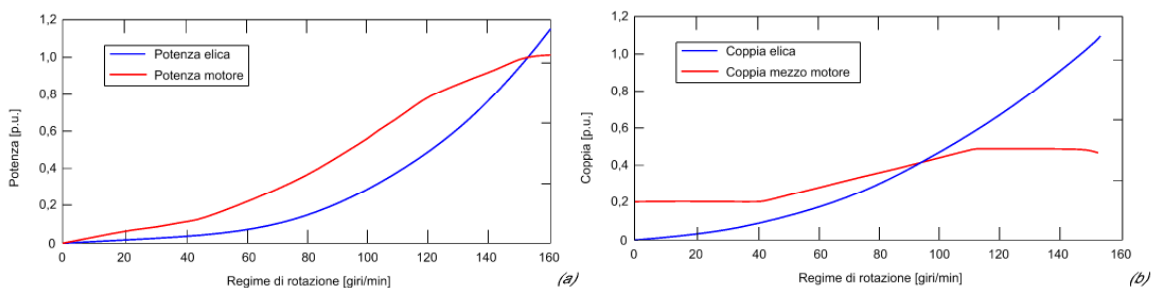 1,2
1,0
0,8
0,6
0,4
0,2
0
Potenza [p.u.]
Potenza elica
Potenza motore
0 20 40 60 80 100 120 140 160
Regime di rotazione [giri/min]
(a)
1,2
1,0
0,8
0,6
0,4
0,2
0
Coppia [p.u.]
Coppia elica
Coppia mezzo motore
0 20 40 60 80 100 120 140 160
Regime di rotazione [giri/min]
(b)